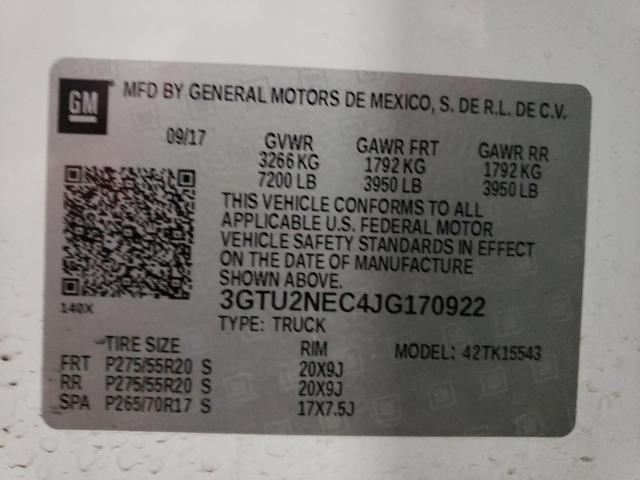 GM MFD BY GENERAL MOTORS DE MEXICO, S. DE R.L. DE C.V.
09/17 GVWR GAWR FRT GAWR RR
3266 KG 1792 KG 1792 KG
7200 LB 3950 LB 3950 LB
THIS VEHICLE CONFORMS TO ALL
APPLICABLE U.S. FEDERAL MOTOR
VEHICLE SAFETY STANDARDS IN EFFECT
ON THE DATE OF MANUFACTURE
SHOWN ABOVE.
140X
3GTU2NEC4JG170922
TYPE: TRUCK
TIRE SIZE RIM MODEL: 42TK15543
FRT P275/55R20 S 20X9J
RR P275/55R20 S 20X9J
SPA P265/70R17 S 17X7.5J